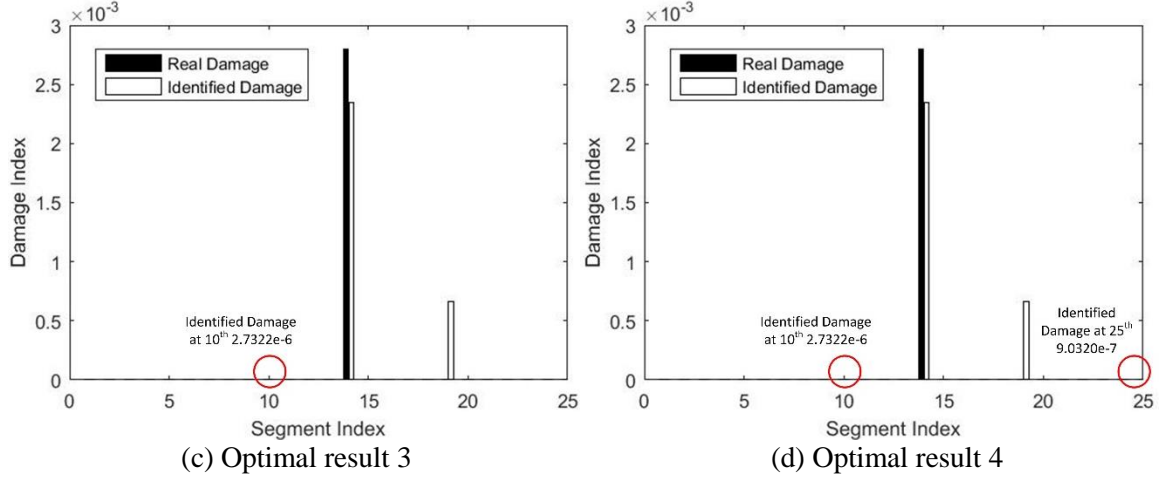 ×10⁻³
3
2.5
2
1.5
1
0.5
0
Damage Index
Real Damage
Identified Damage
Identified Damage
at 10th 2.7322e-6
0 5 10 15 20 25
Segment Index
(c) Optimal result 3
×10⁻³
3
2.5
2
1.5
1
0.5
0
Damage Index
Real Damage
Identified Damage
Identified Damage
at 10th 2.7322e-6
Identified
Damage at 25th
9.0320e-7
0 5 10 15 20 25
Segment Index
(d) Optimal result 4